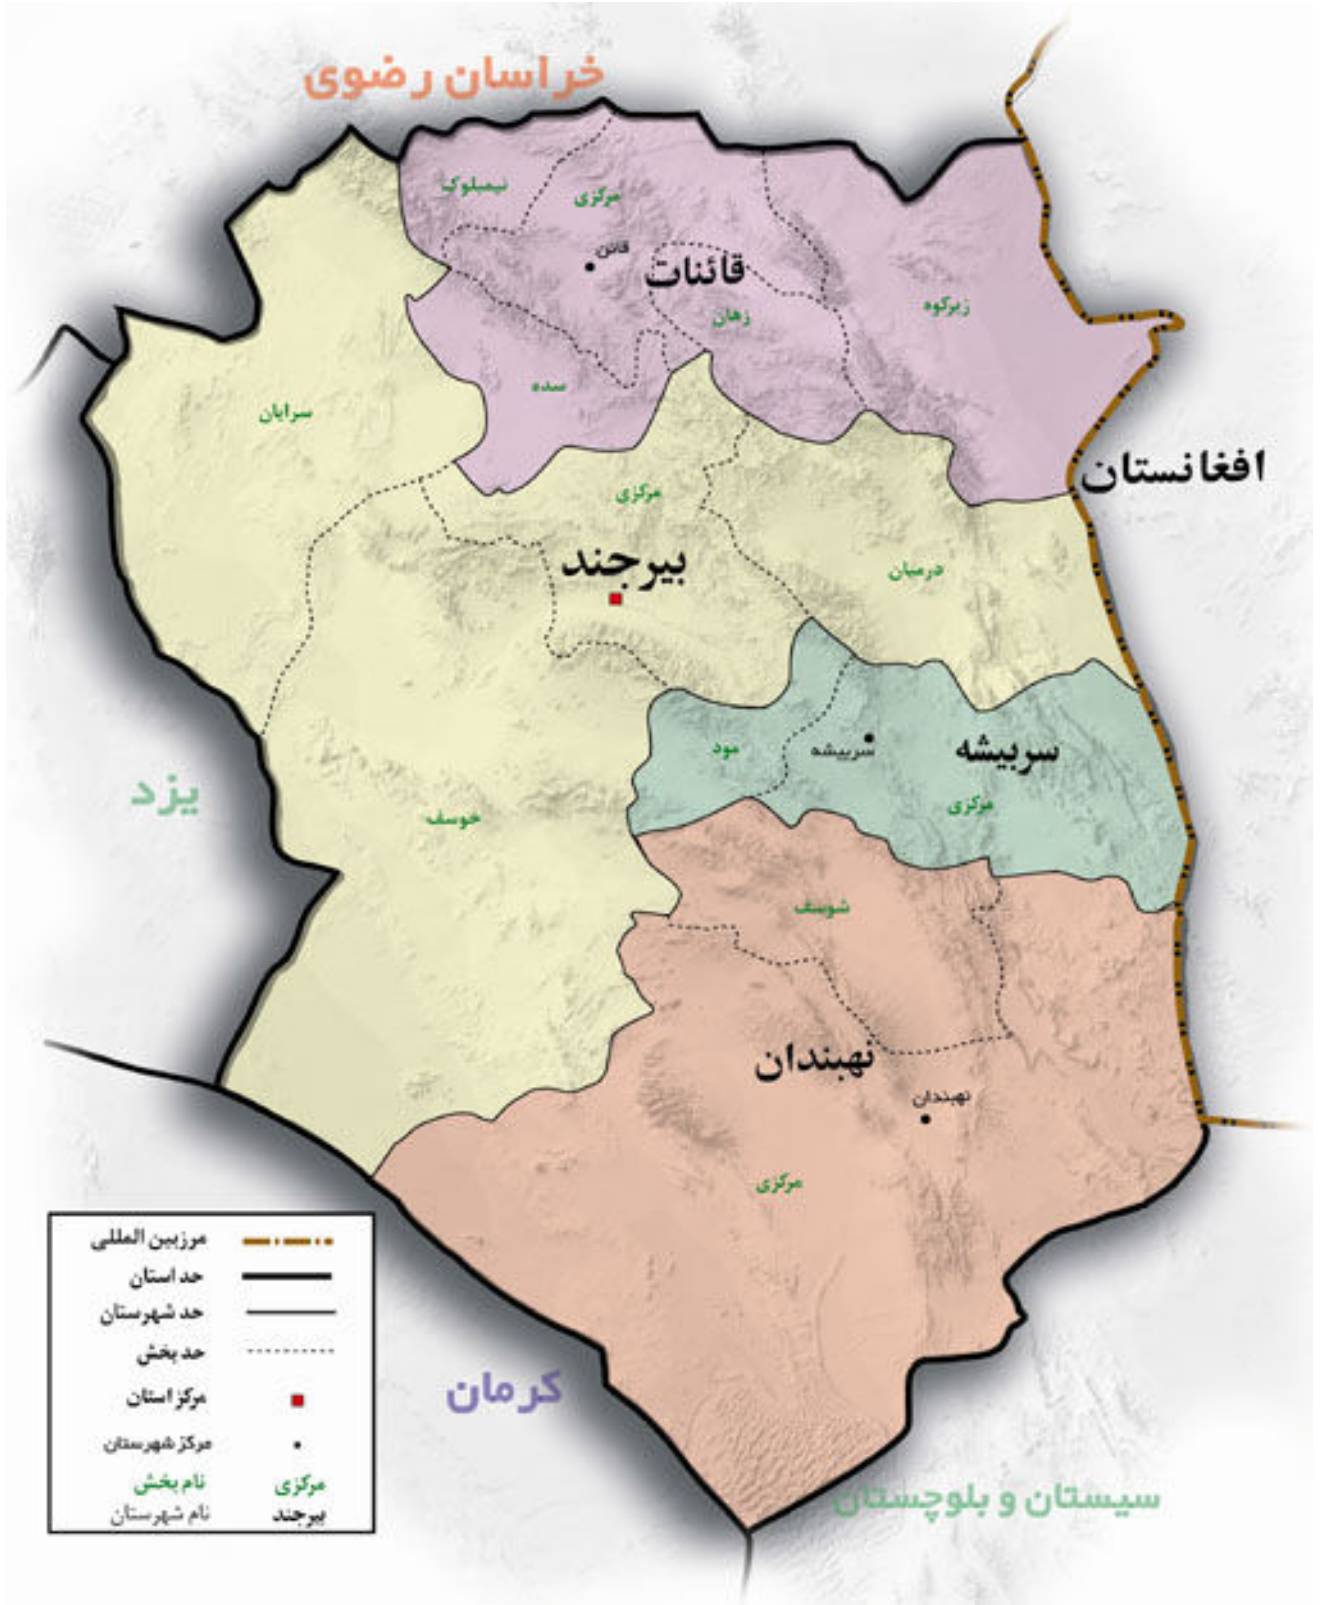 خراسان رضوی
نیمبلوک
مرکزی
قائن
قائنات
زهان
زیرکوه
سده
سرایان
افغانستان
مرکزی
بیرجند
درمیان
مود
سربیشه
سربیشه
مرکزی
یزد
خوسف
شوسف
نهبندان
نهبندان
مرکزی
کرمان
سیستان و بلوچستان
مرزبین المللی
حد استان
حد شهرستان
حد بخش
مرکز استان
مرکز شهرستان
مرکزی نام بخش
بیرجند نام شهرستان